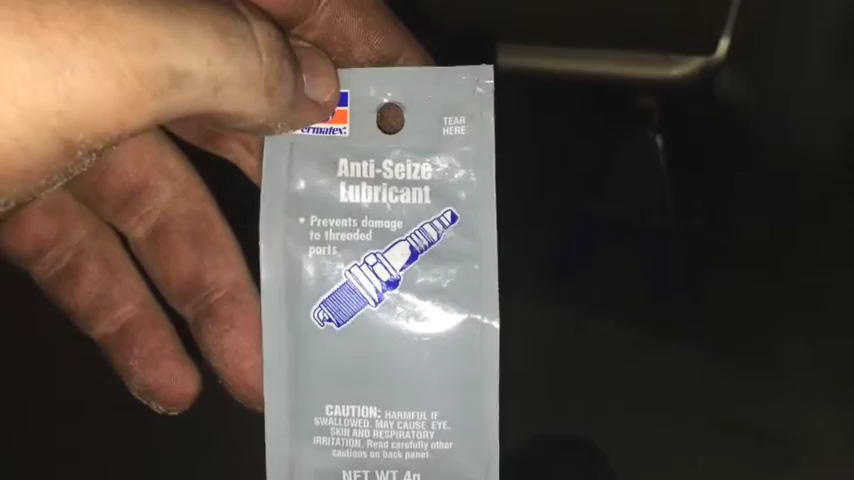 ermatex®
TEAR
HERE
Anti-Seize
Lubricant
• Prevents damage
to threaded
parts
CAUTION: HARMFUL IF
SWALLOWED. MAY CAUSE EYE,
SKIN AND RESPIRATORY
IRRITATION. Read carefully other
cautions on back panel.
NET WT 4g